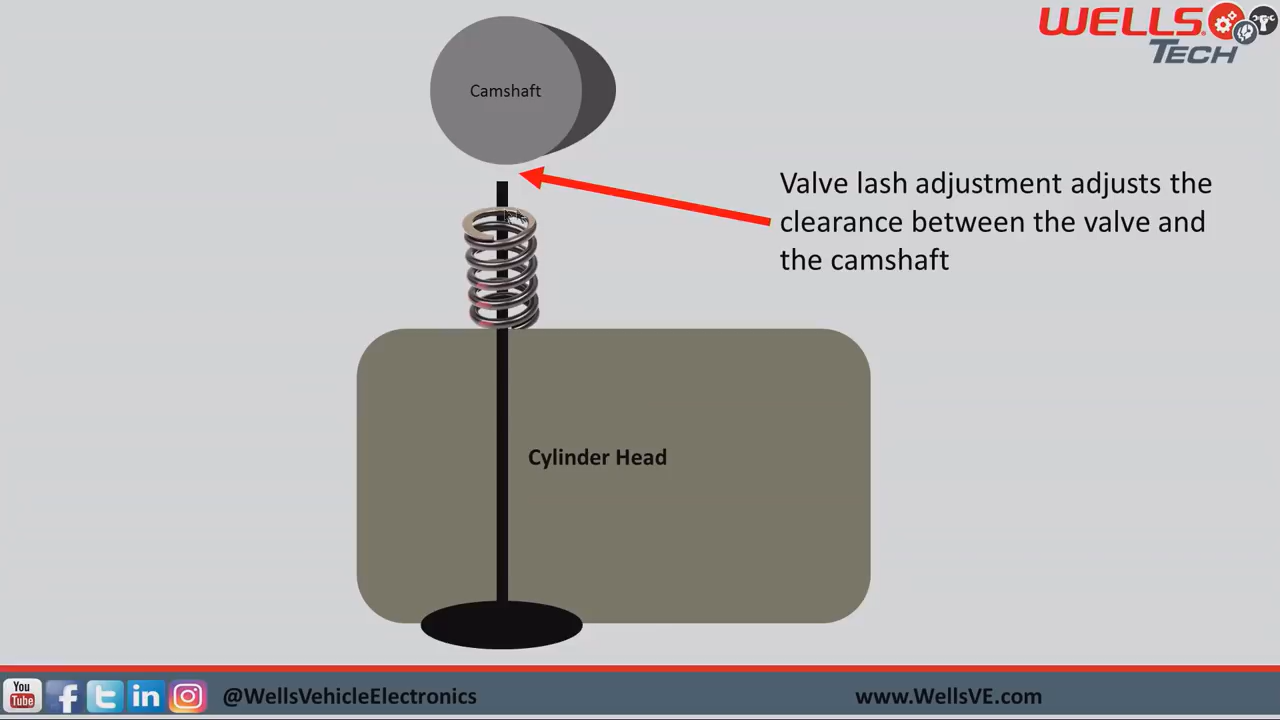 WELLS
TECH
Camshaft
Valve lash adjustment adjusts the
clearance between the valve and
the camshaft
Cylinder Head
You
Tube
@WellsVehicleElectronics
www.WellsVE.com